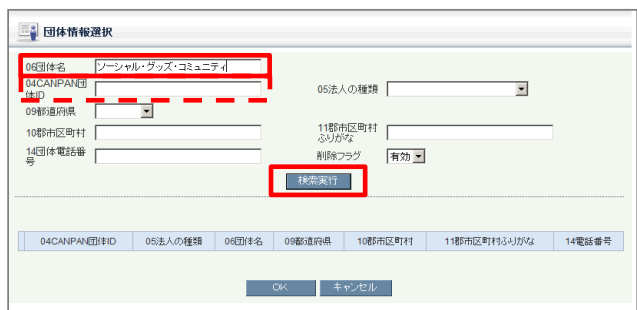 団体情報選択
06団体名 ソーシャル・グッズ・コミュニティ
04CANPAN団
体ID
05法人の種類
09都道府県
10郡市区町村
11郡市区町村
ふりがな
14団体電話番
号
削除フラグ 有効
検索実行
04CANPAN団体ID 05法人の種類 06団体名 09都道府県 10郡市区町村 11郡市区町村ふりがな 14電話番号
OK キャンセル